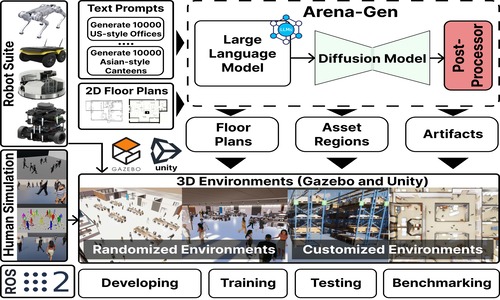 Robot Suite
Text Prompts
Generate 10000
US-style Offices
....
Generate 10000
Asian-style
Canteens
2D Floor Plans
Arena-Gen
Large
Language
Model
LLMs
Diffusion Model
Post-
Processor
Floor
Plans
Asset
Regions
Artifacts
GAZEBO
unity
Human Simulation
3D Environments (Gazebo and Unity)
Randomized Environments
Customized Environments
ROS
2
Developing
Training
Testing
Benchmarking